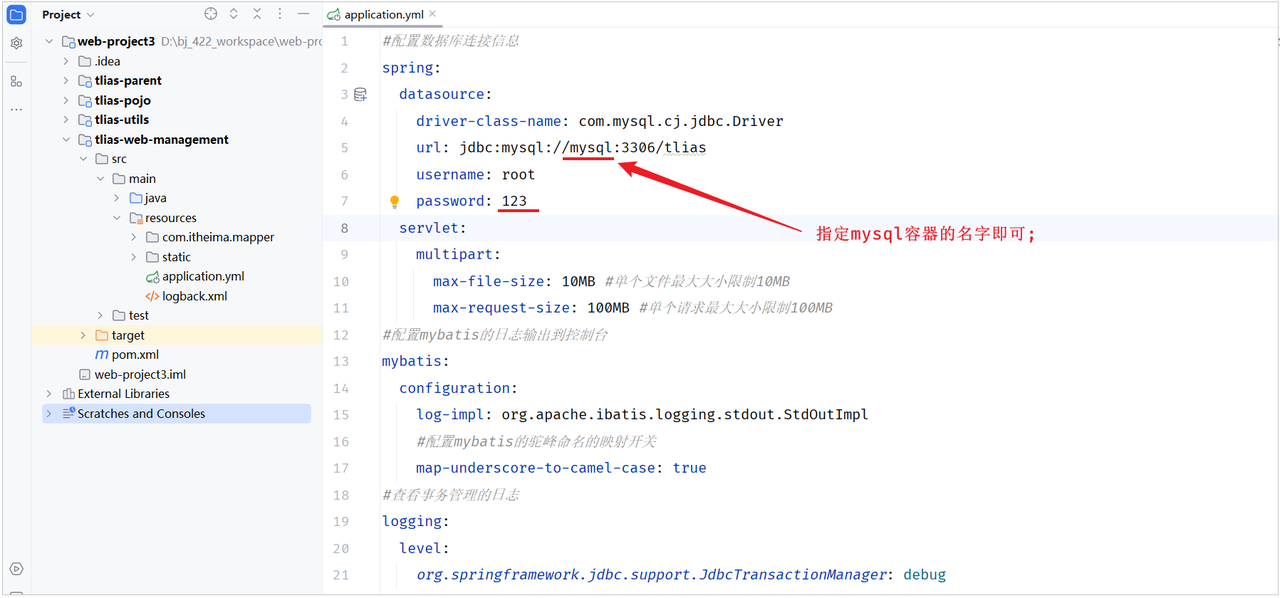 Project
web-project3 D:\bj_422_workspace\web-pro
.idea
tlias-parent
tlias-pojo
tlias-utils
tlias-web-management
src
main
java
resources
com.itheima.mapper
static
application.yml
logback.xml
test
target
pom.xml
web-project3.iml
External Libraries
Scratches and Consoles
application.yml
1 #配置数据库连接信息
2 spring:
3 datasource:
4 driver-class-name: com.mysql.cj.jdbc.Driver
5 url: jdbc:mysql://mysql:3306/tlias
6 username: root
7 password: 123
8 servlet:
指定mysql容器的名字即可;
9 multipart:
10 max-file-size: 10MB #单个文件最大大小限制10MB
11 max-request-size: 100MB #单个请求最大大小限制100MB
12 #配置mybatis的日志输出到控制台
13 mybatis:
14 configuration:
15 log-impl: org.apache.ibatis.logging.stdout.StdOutImpl
16 #配置mybatis的驼峰命名的映射开关
17 map-underscore-to-camel-case: true
18 #查看事务管理的日志
19 logging:
20 level:
21 org.springframework.jdbc.support.JdbcTransactionManager: debug